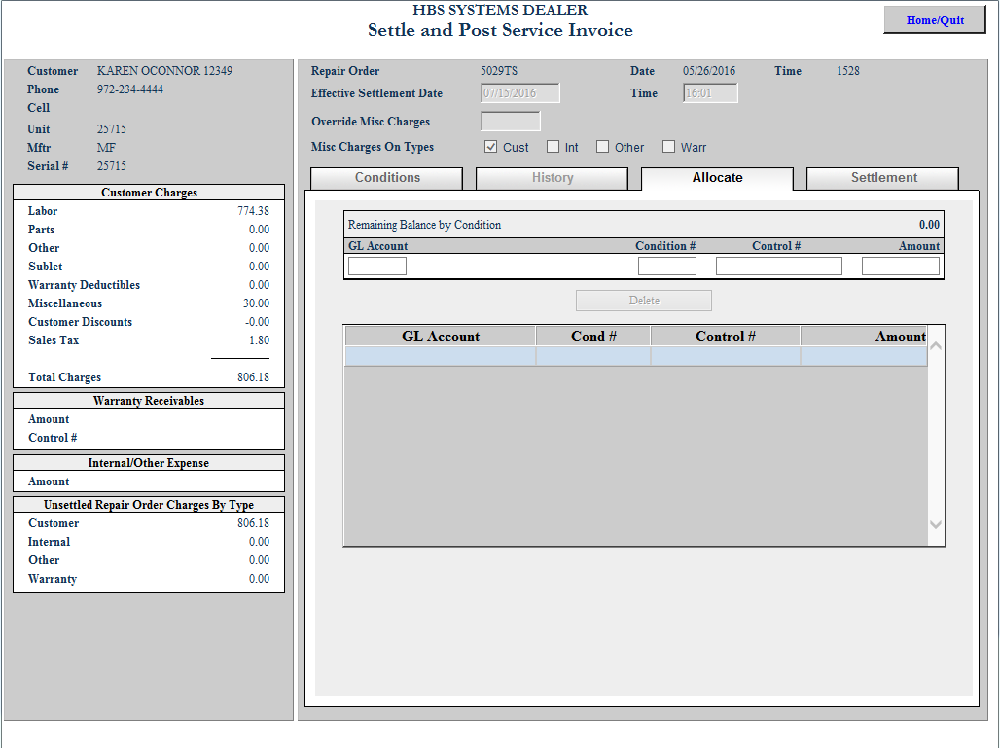 HBS SYSTEMS DEALER
Settle and Post Service Invoice
Home/Quit
Customer KAREN OCONNOR 12349
Phone 972-234-4444
Cell
Unit 25715
Mftr MF
Serial # 25715
Customer Charges
Labor 774.38
Parts 0.00
Other 0.00
Sublet 0.00
Warranty Deductibles 0.00
Miscellaneous 30.00
Customer Discounts -0.00
Sales Tax 1.80
Total Charges 806.18
Warranty Receivables
Amount
Control #
Internal/Other Expense
Amount
Unsettled Repair Order Charges By Type
Customer 806.18
Internal 0.00
Other 0.00
Warranty 0.00
Repair Order 5029TS Date 05/26/2016 Time 1528
Effective Settlement Date 07/15/2016 Time 16:01
Override Misc Charges
Misc Charges On Types Cust Int Other Warr
Conditions History Allocate Settlement
Remaining Balance by Condition 0.00
GL Account Condition # Control # Amount
Delete
GL Account Cond # Control # Amount